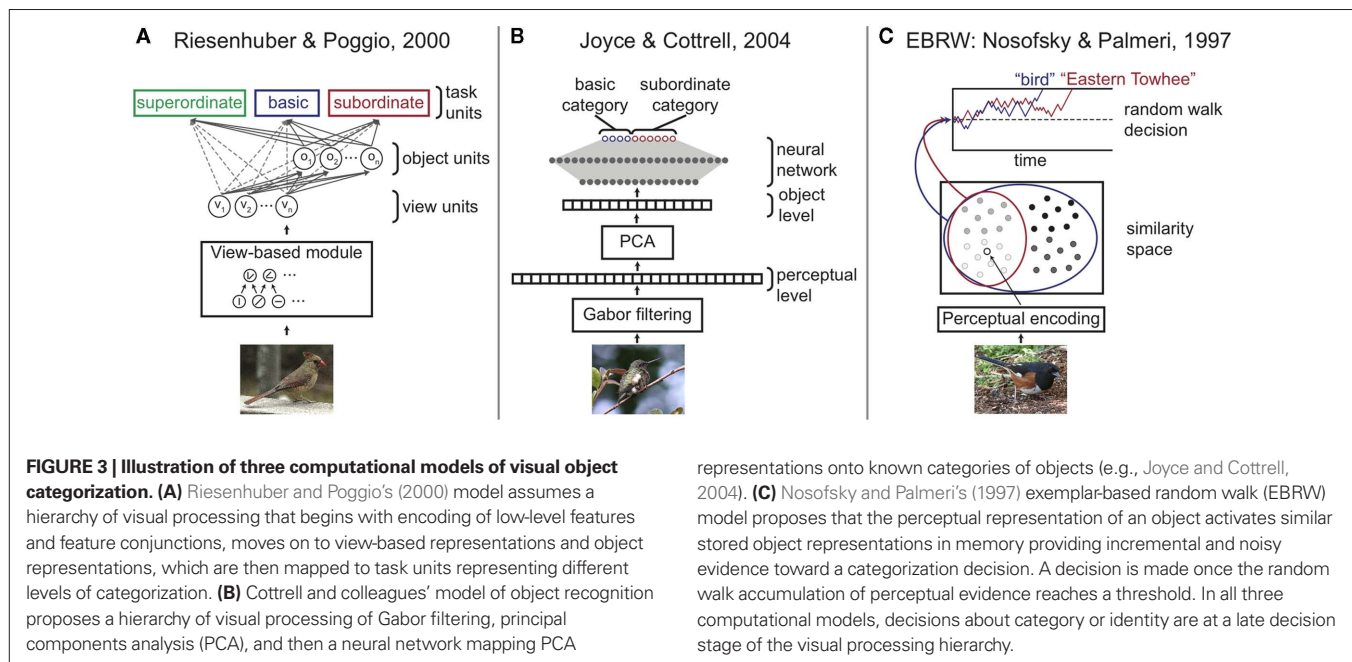 A
Riesenhuber & Poggio, 2000
superordinate
basic
subordinate
task
units
o1 o2 ... on
object units
v1 v2 ... vn
view units
View-based module
...
...
B
Joyce & Cottrell, 2004
basic
category
subordinate
category
neural
network
object
level
PCA
perceptual
level
Gabor filtering
C
EBRW: Nosofsky & Palmeri, 1997
“bird” “Eastern Towhee”
random walk
decision
time
similarity
space
Perceptual encoding
FIGURE 3 | Illustration of three computational models of visual object
categorization. (A) Riesenhuber and Poggio’s (2000) model assumes a
hierarchy of visual processing that begins with encoding of low-level features
and feature conjunctions, moves on to view-based representations and object
representations, which are then mapped to task units representing different
levels of categorization. (B) Cottrell and colleagues’ model of object recognition
proposes a hierarchy of visual processing of Gabor filtering, principal
components analysis (PCA), and then a neural network mapping PCA
representations onto known categories of objects (e.g., Joyce and Cottrell,
2004). (C) Nosofsky and Palmeri’s (1997) exemplar-based random walk (EBRW)
model proposes that the perceptual representation of an object activates similar
stored object representations in memory providing incremental and noisy
evidence toward a categorization decision. A decision is made once the random
walk accumulation of perceptual evidence reaches a threshold. In all three
computational models, decisions about category or identity are at a late decision
stage of the visual processing hierarchy.